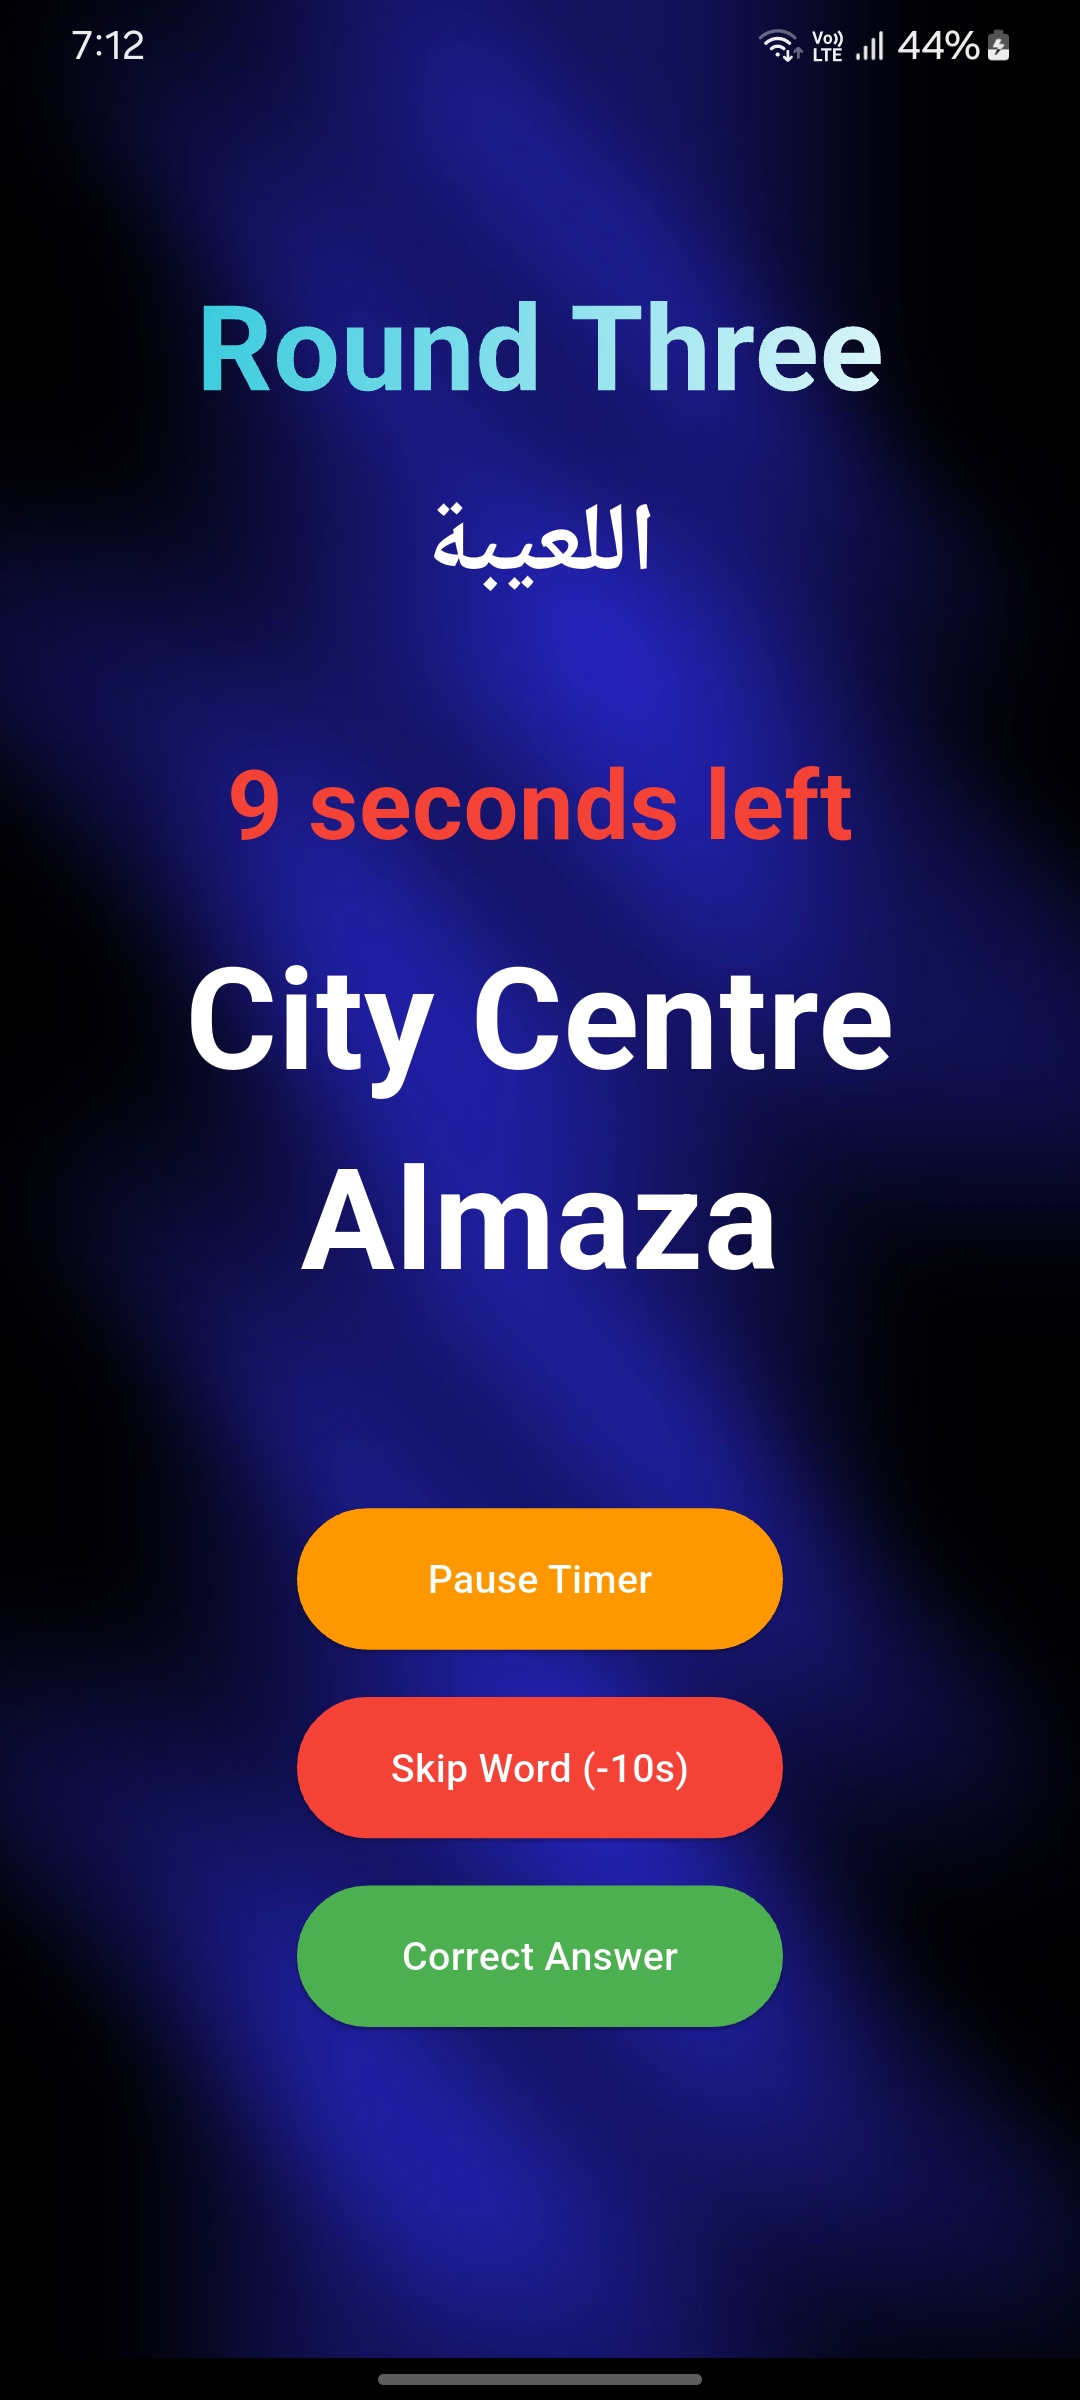 7:12 Vo)) LTE 44%
Round Three
اللعيبة
9 seconds left
City Centre
Almaza
Pause Timer
Skip Word (-10s)
Correct Answer